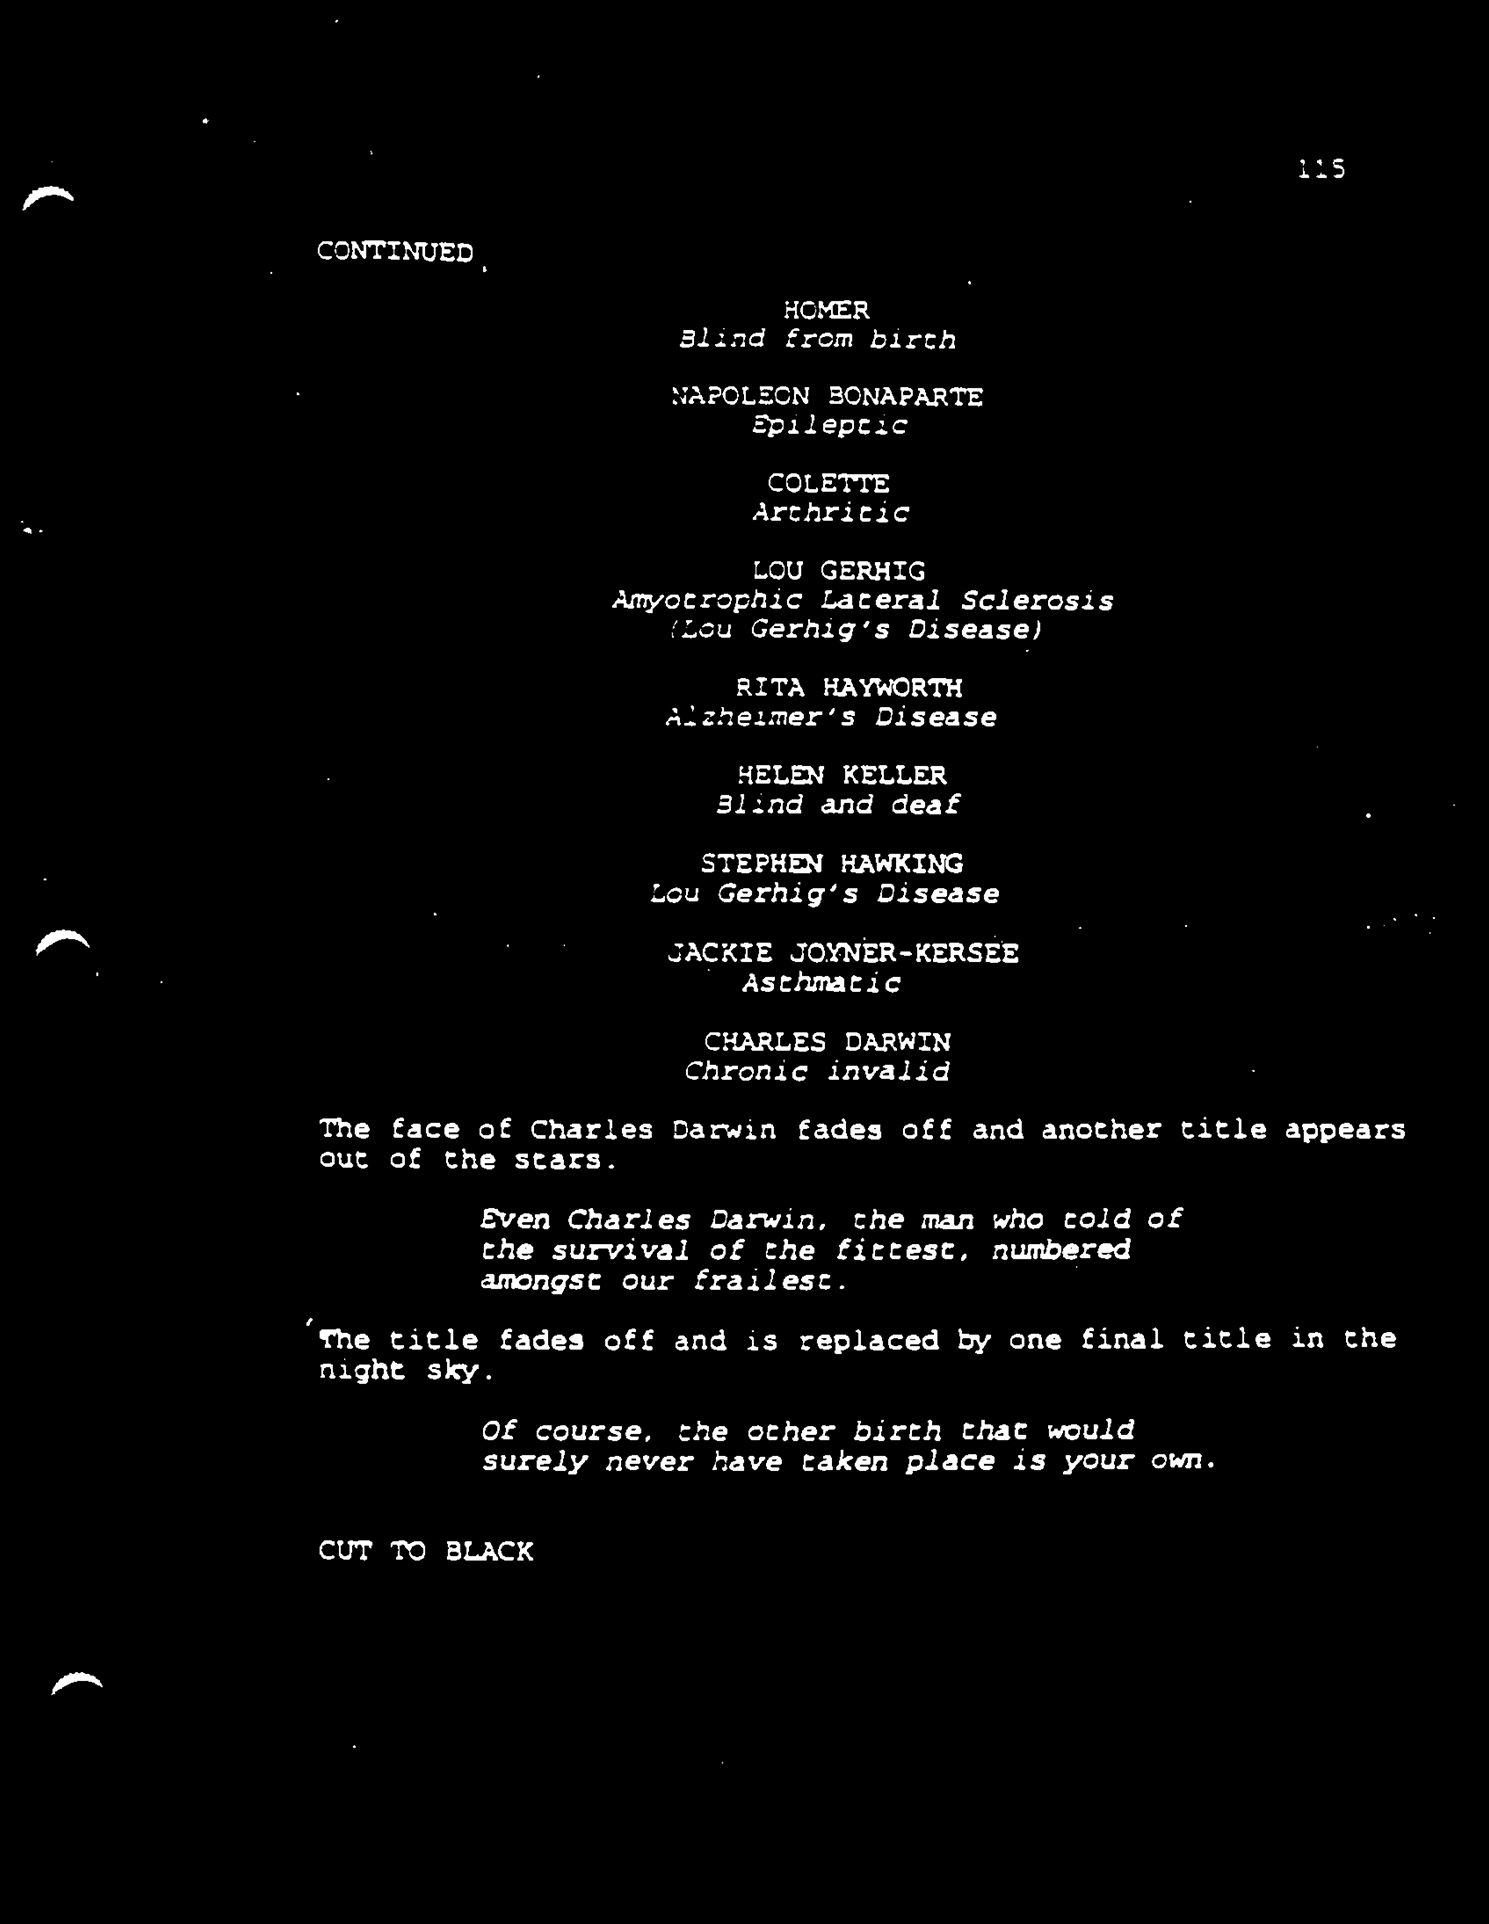 115
CONTINUED
HOMER
Blind from birth
NAPOLEON BONAPARTE
Epileptic
COLETTE
Arthritic
LOU GERHIG
Amyotrophic Lateral Sclerosis
(Lou Gerhig's Disease)
RITA HAYWORTH
Alzheimer's Disease
HELEN KELLER
Blind and deaf
STEPHEN HAWKING
Lou Gerhig's Disease
JACKIE JOYNER-KERSEE
Asthmatic
CHARLES DARWIN
Chronic invalid
The face of Charles Darwin fades off and another title appears
out of the stars.
Even Charles Darwin, the man who told of
the survival of the fittest, numbered
amongst our frailest.
The title fades off and is replaced by one final title in the
night sky.
Of course, the other birth that would
surely never have taken place is your own.
CUT TO BLACK